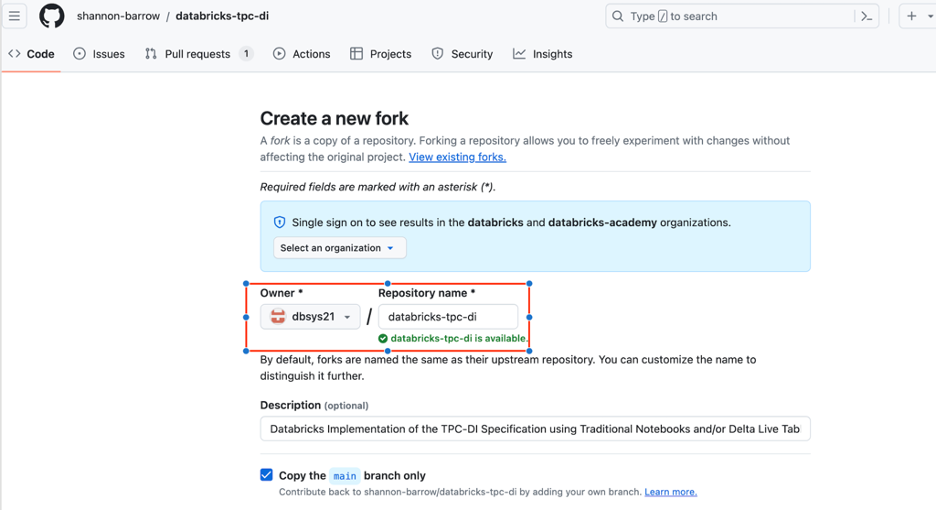 shannon-barrow / databricks-tpc-di
Type / to search
Code
Issues
Pull requests 1
Actions
Projects
Security
Insights
Create a new fork
A fork is a copy of a repository. Forking a repository allows you to freely experiment with changes without
affecting the original project. View existing forks.
Required fields are marked with an asterisk (*).
Single sign on to see results in the databricks and databricks-academy organizations.
Select an organization
Owner *
Repository name *
dbsys21
/
databricks-tpc-di
databricks-tpc-di is available.
By default, forks are named the same as their upstream repository. You can customize the name to
distinguish it further.
Description (optional)
Databricks Implementation of the TPC-DI Specification using Traditional Notebooks and/or Delta Live Tab
Copy the main branch only
Contribute back to shannon-barrow/databricks-tpc-di by adding your own branch. Learn more.